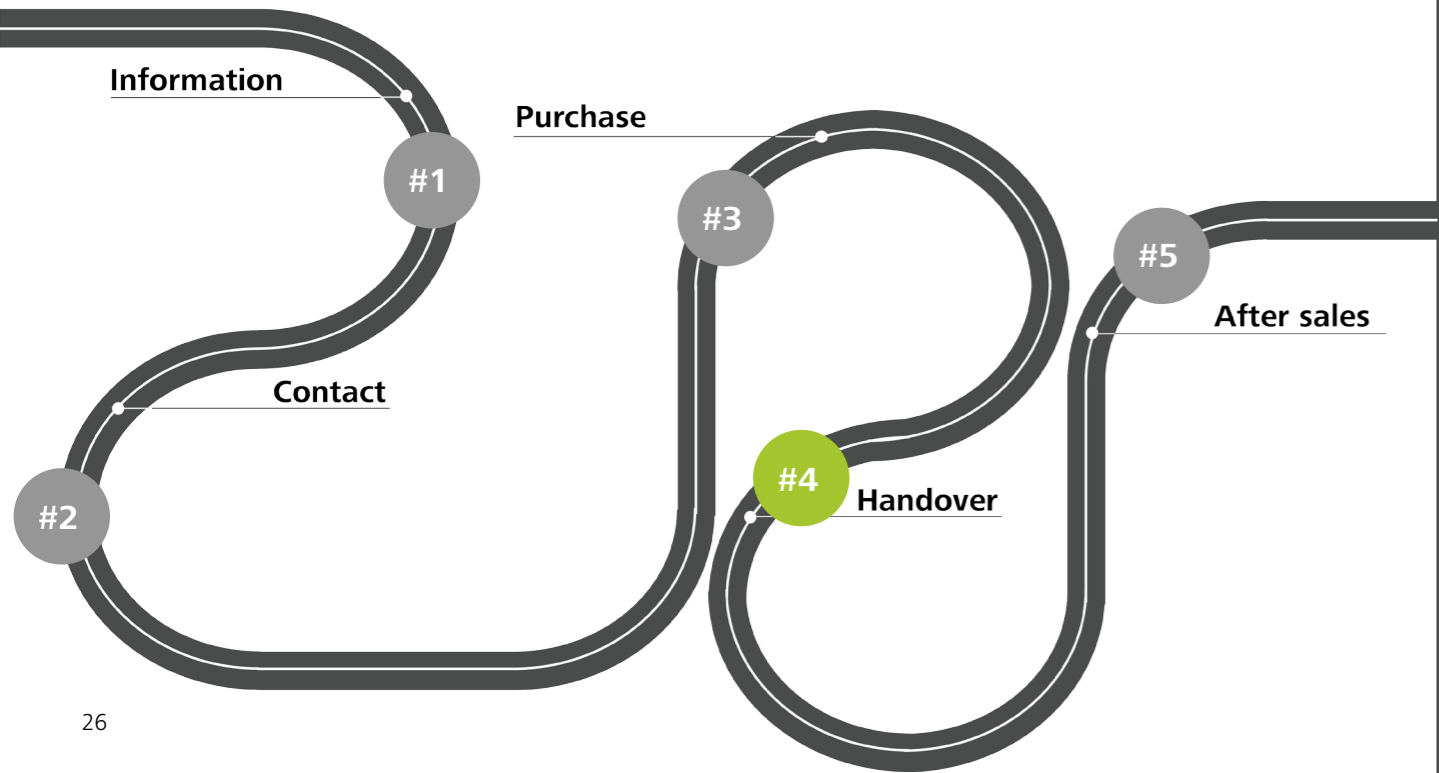 Information
#1
Contact
#2
Purchase
#3
#4
Handover
#5
After sales
26